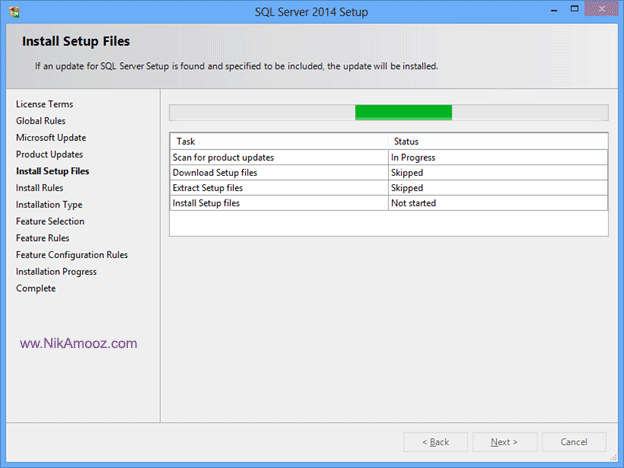 SQL Server 2014 Setup
Install Setup Files
If an update for SQL Server Setup is found and specified to be included, the update will be installed.
License Terms
Global Rules
Microsoft Update
Product Updates
Install Setup Files
Install Rules
Installation Type
Feature Selection
Feature Rules
Feature Configuration Rules
Installation Progress
Complete
ww.NikAmooz.com
Task Status
Scan for product updates In Progress
Download Setup files Skipped
Extract Setup files Skipped
Install Setup files Not started
< Back Next > Cancel